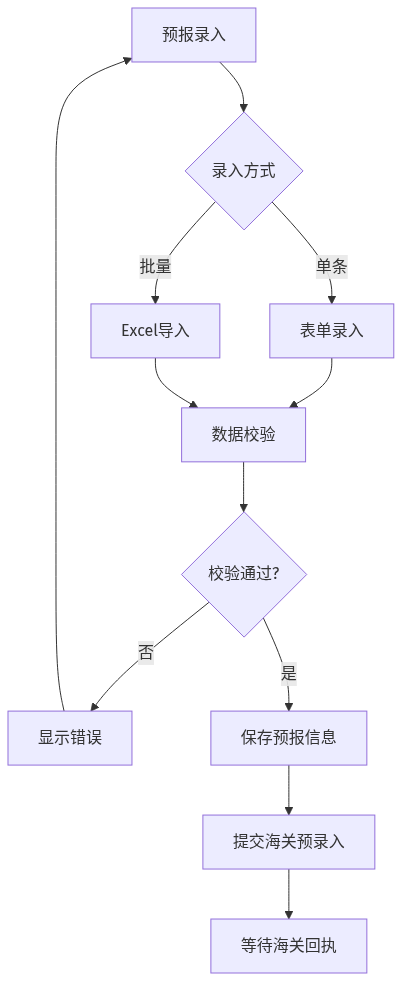 预报录入
录入方式
批量
单条
Excel导入
表单录入
数据校验
校验通过?
否
是
显示错误
保存预报信息
提交海关预录入
等待海关回执